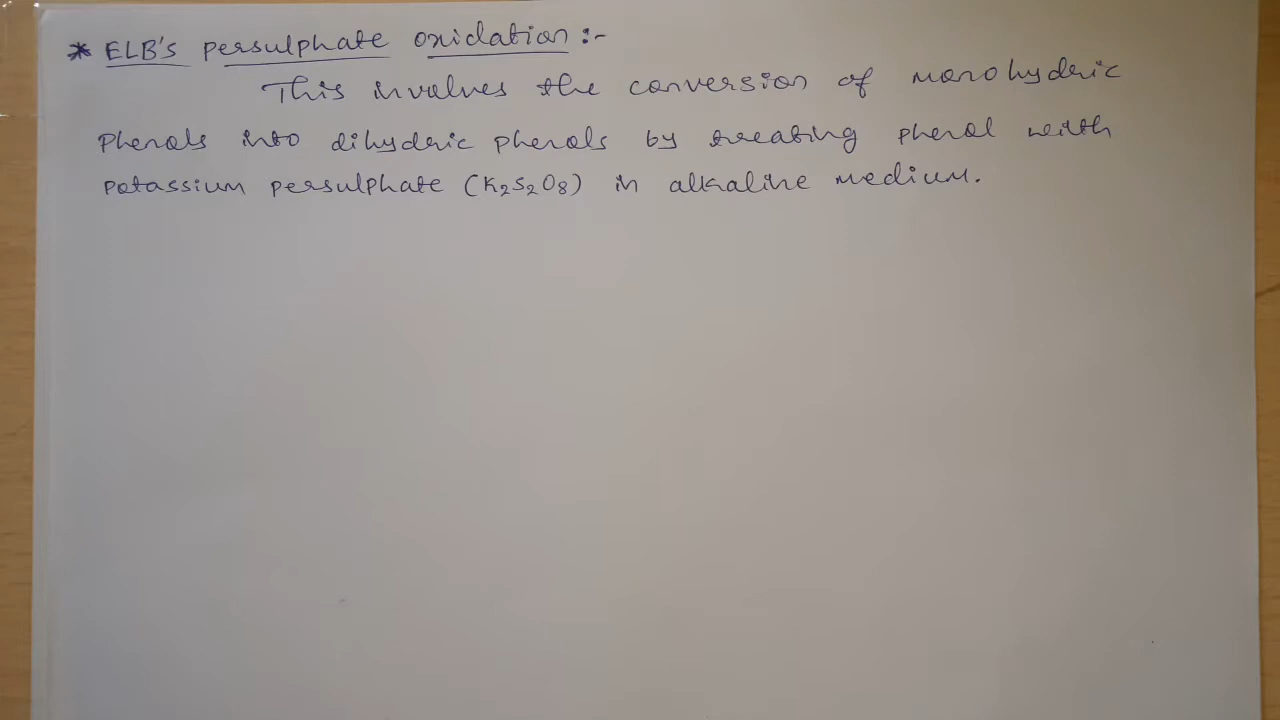 * ELB's persulphate oxidation :-
This involves the conversion of monohydric
phenols into dihydric phenols by treating phenol with
potassium persulphate (K₂S₂O₈) in alkaline medium.